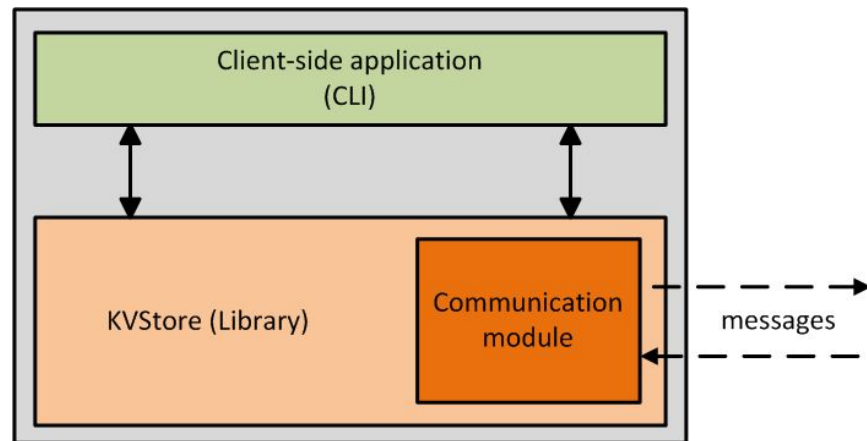 Client-side application
(CLI)
KVStore (Library)
Communication
module
messages